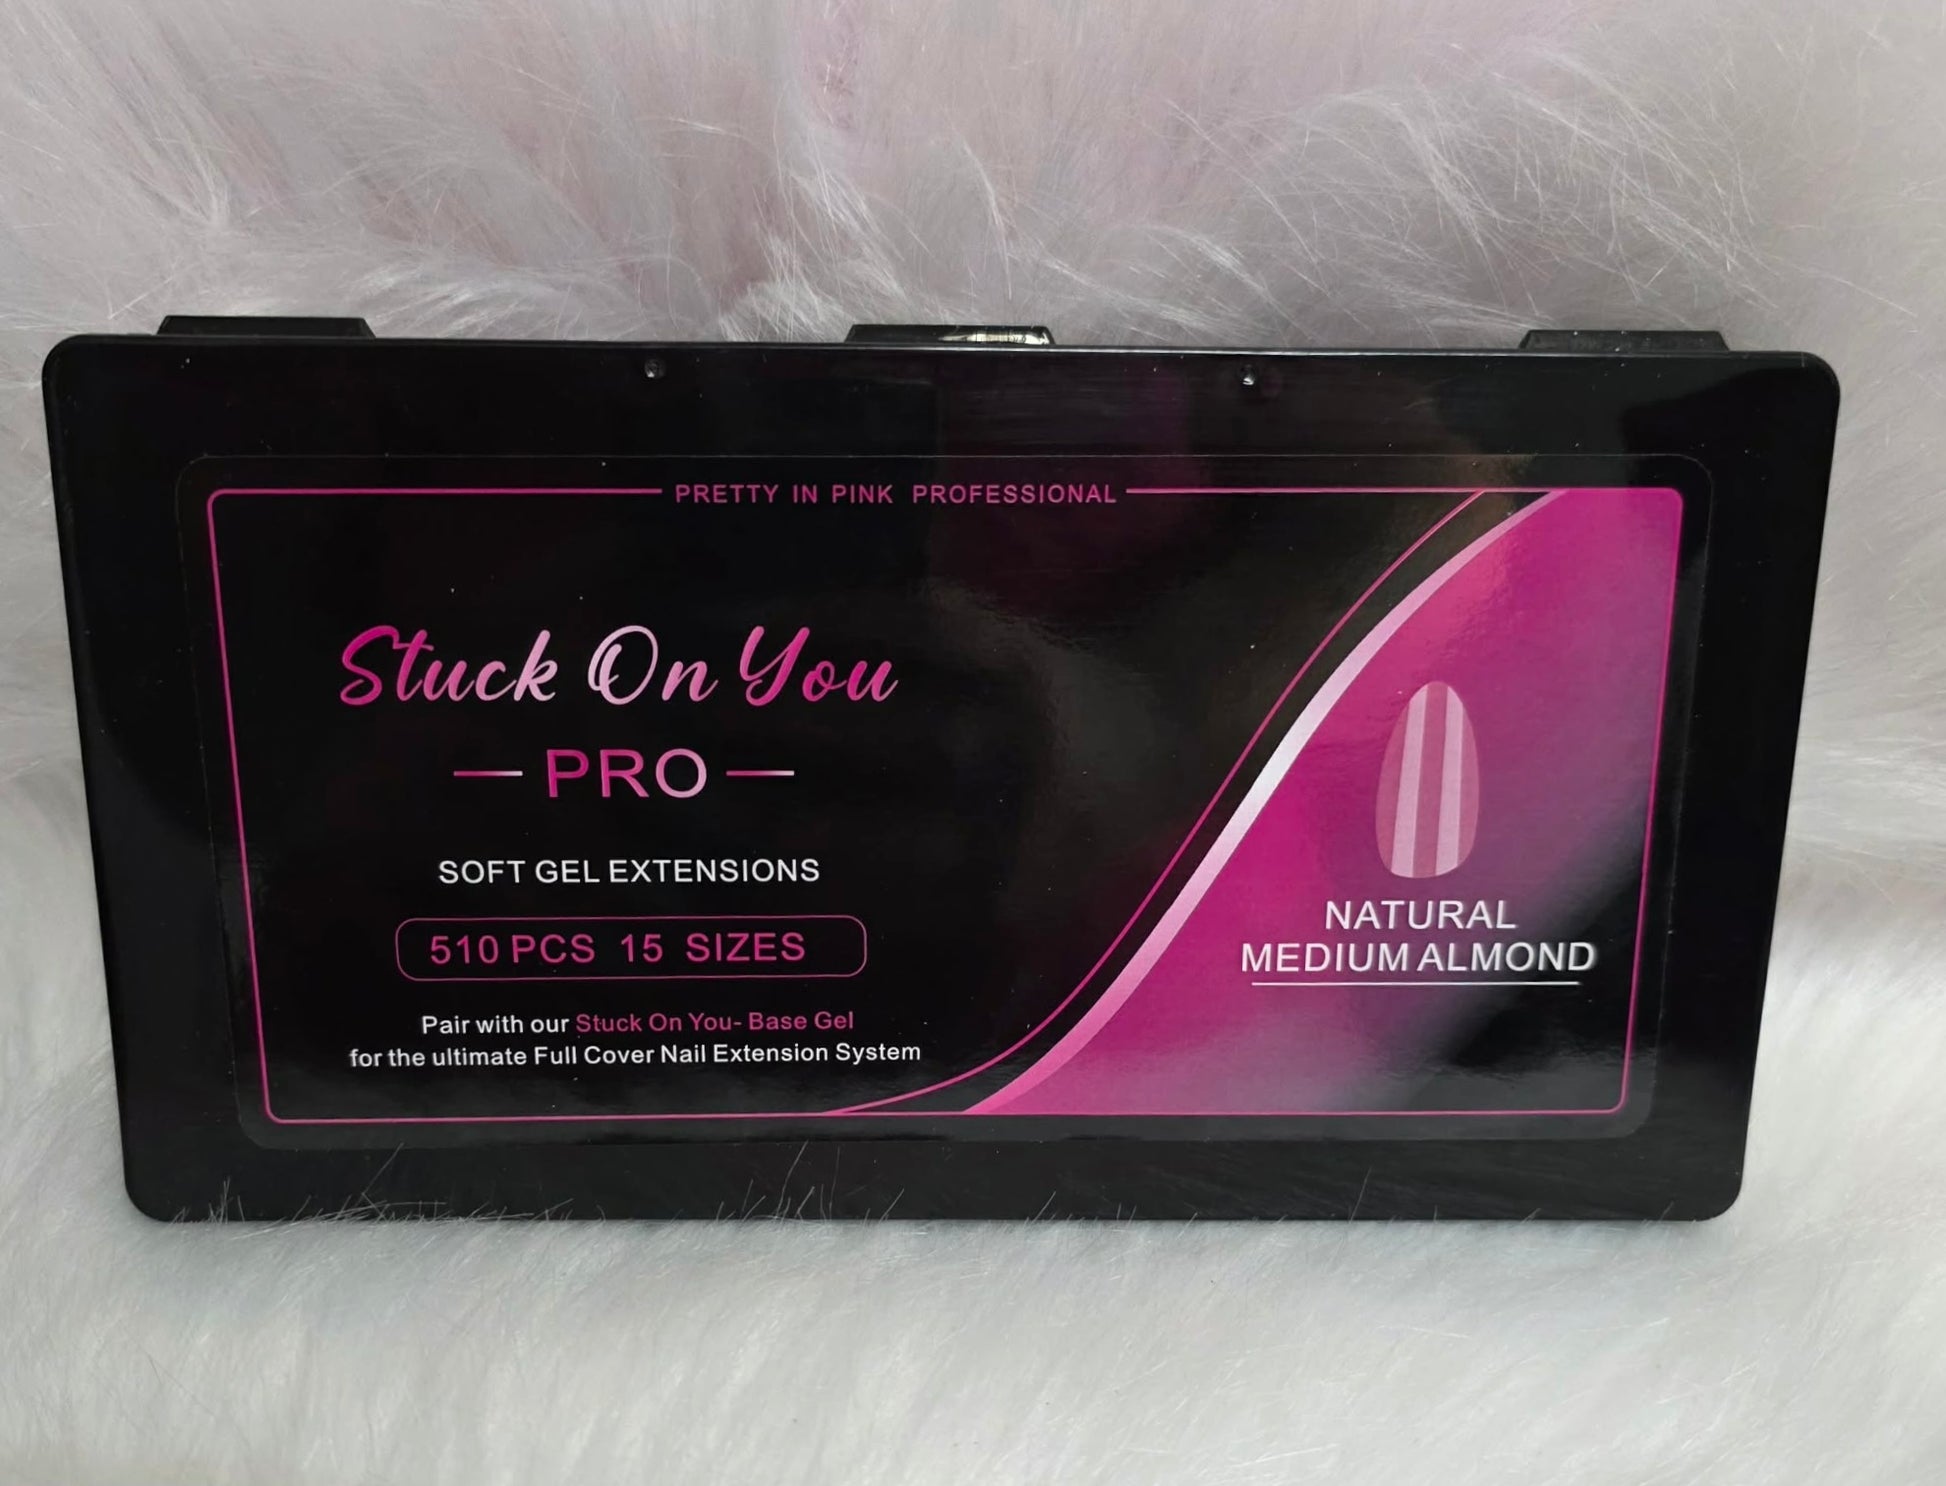 PRETTY IN PINK PROFESSIONAL
Stuck On You
PRO
SOFT GEL EXTENSIONS
510 PCS 15 SIZES
Pair with our Stuck On You- Base Gel
for the ultimate Full Cover Nail Extension System
NATURAL
MEDIUM ALMOND